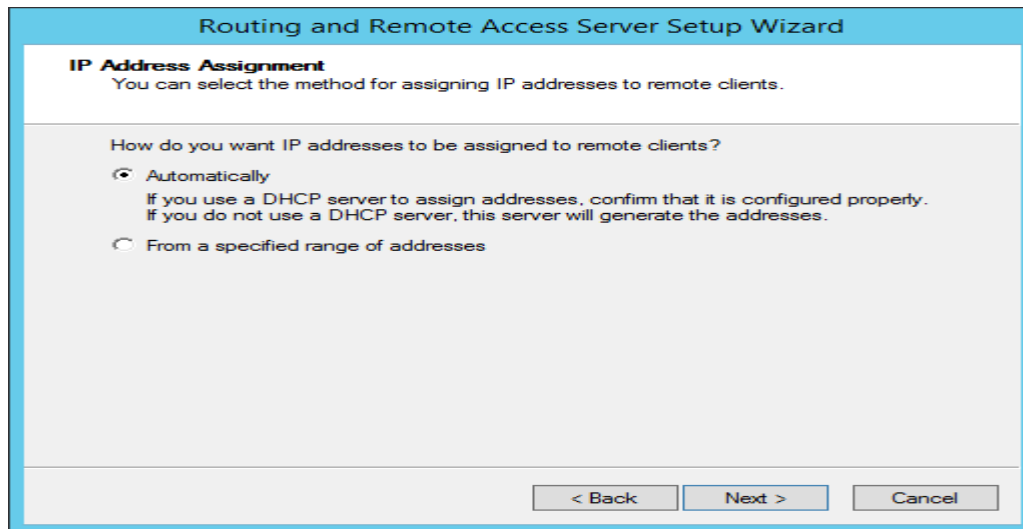 Routing and Remote Access Server Setup Wizard
IP Address Assignment
You can select the method for assigning IP addresses to remote clients.
How do you want IP addresses to be assigned to remote clients?
Automatically
If you use a DHCP server to assign addresses, confirm that it is configured properly.
If you do not use a DHCP server, this server will generate the addresses.
From a specified range of addresses
< Back Next > Cancel